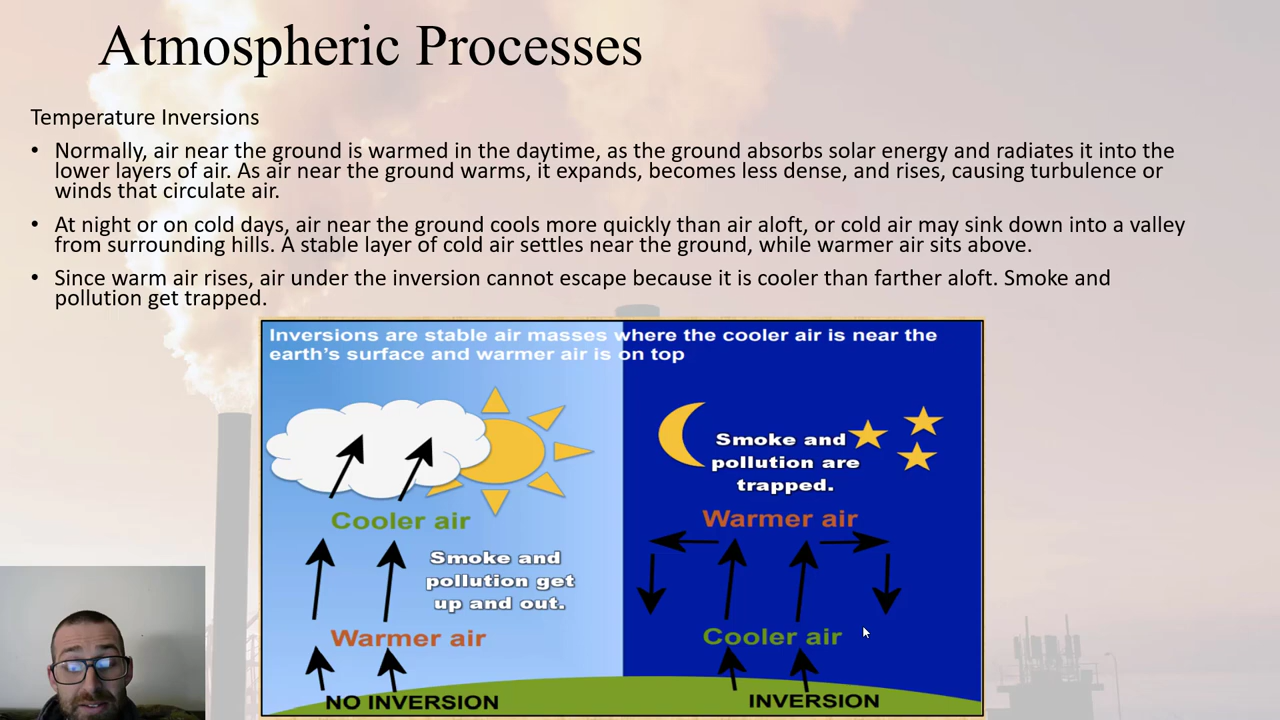 Atmospheric Processes
Temperature Inversions
• Normally, air near the ground is warmed in the daytime, as the ground absorbs solar energy and radiates it into the
lower layers of air. As air near the ground warms, it expands, becomes less dense, and rises, causing turbulence or
winds that circulate air.
• At night or on cold days, air near the ground cools more quickly than air aloft, or cold air may sink down into a valley
from surrounding hills. A stable layer of cold air settles near the ground, while warmer air sits above.
• Since warm air rises, air under the inversion cannot escape because it is cooler than farther aloft. Smoke and
pollution get trapped.
Inversions are stable air masses where the cooler air is near the
earth's surface and warmer air is on top
Cooler air
Smoke and
pollution get
up and out.
Warmer air
NO INVERSION
Smoke and
pollution are
trapped.
Warmer air
Cooler air
INVERSION